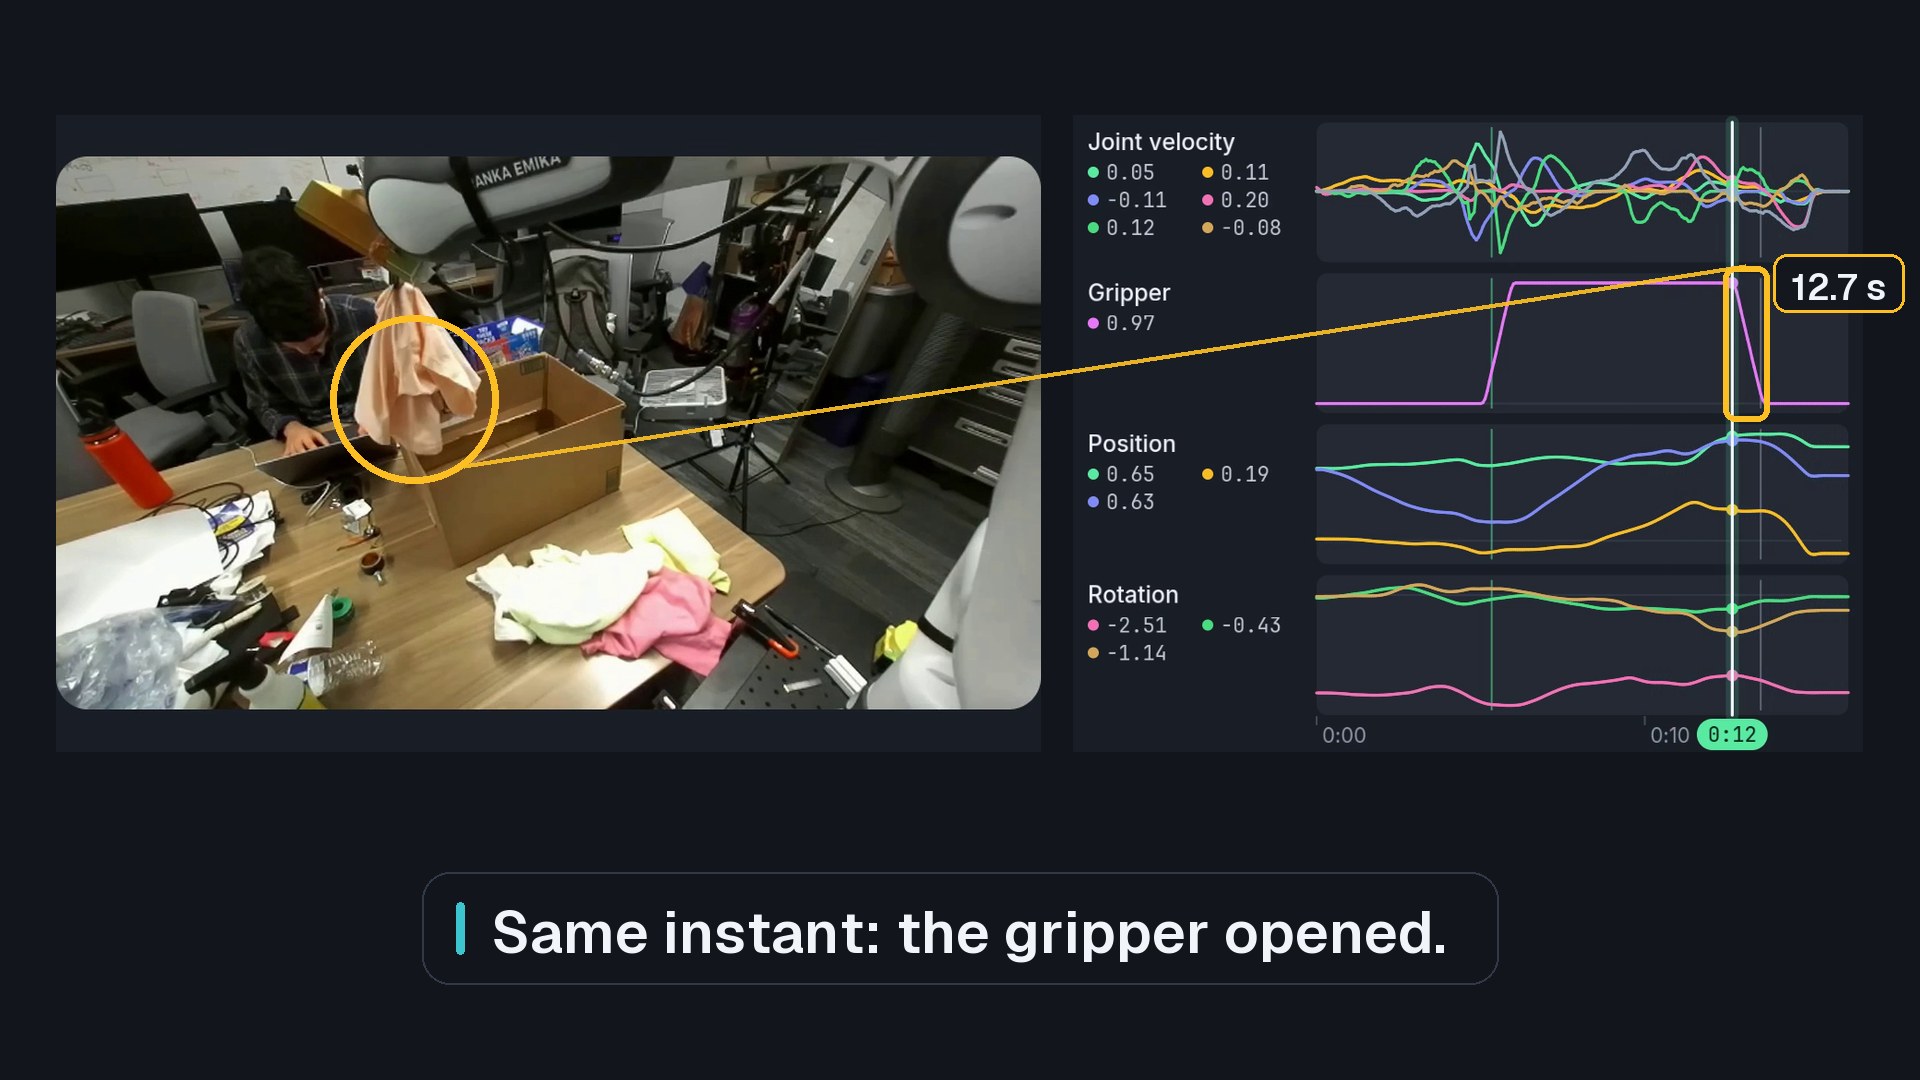 ANKA EMIKA
Joint velocity
0.05 0.11
-0.11 0.20
0.12 -0.08
Gripper
0.97
12.7 s
Position
0.65 0.19
0.63
Rotation
-2.51 -0.43
-1.14
0:00 0:10 0:12
Same instant: the gripper opened.